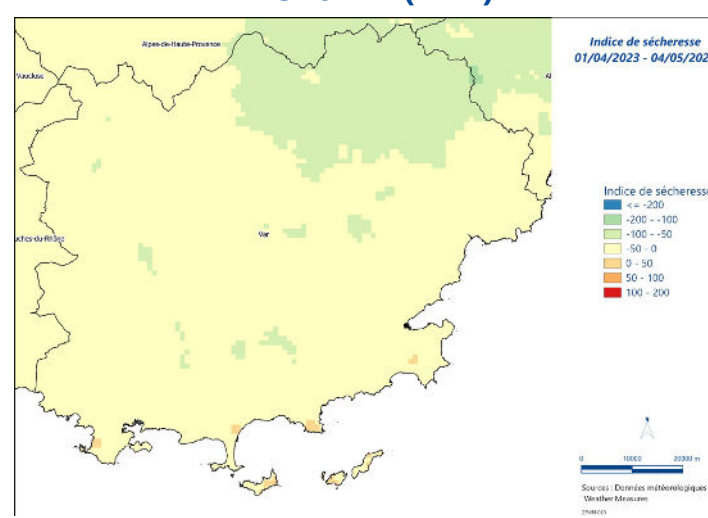 Indice de sécheresse
01/04/2023 - 04/05/202
Alpes-de-Haute-Provence
Vaucluse
Al
uches-du-Rhône
Var
Indice de sécheresse
<= -200
-200 - -100
-100 - -50
-50 - 0
0 - 50
50 - 100
100 - 200
0 10000 20000 m
Sources : Données météorologiques
Weather Measures